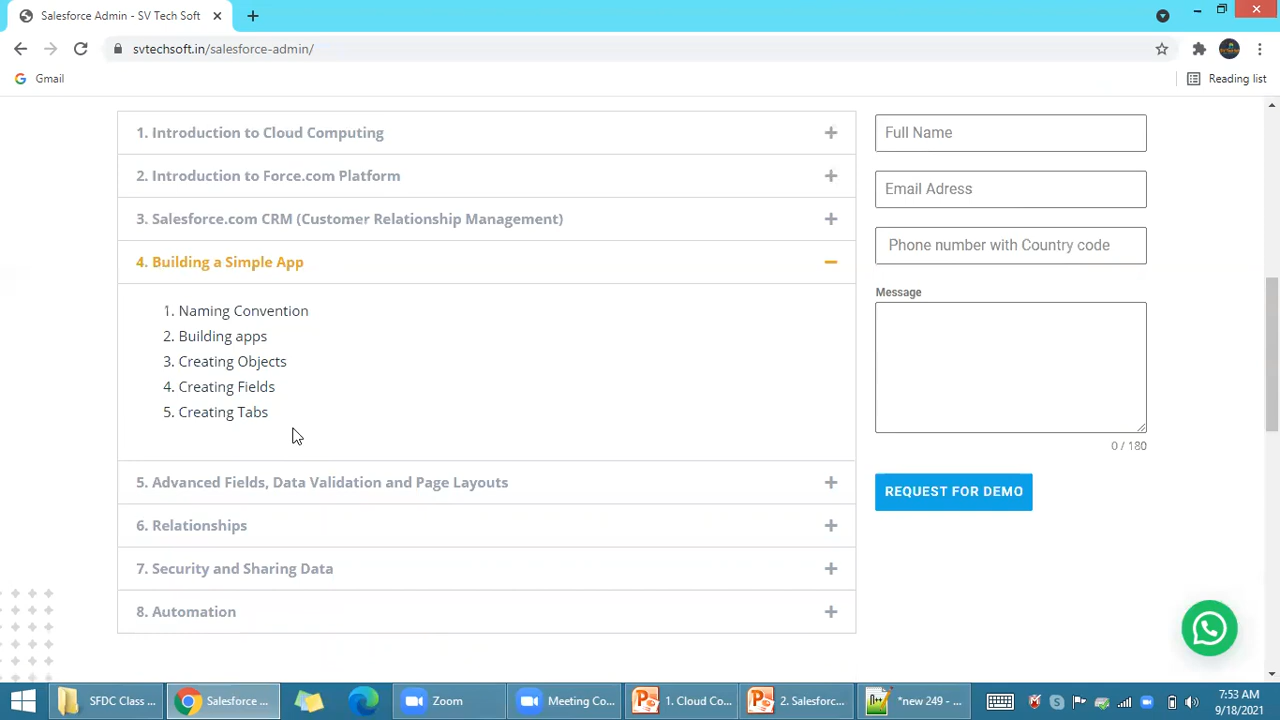 Salesforce Admin - SV Tech Soft
svtechsoft.in/salesforce-admin/
Gmail
Reading list
1. Introduction to Cloud Computing
2. Introduction to Force.com Platform
3. Salesforce.com CRM (Customer Relationship Management)
4. Building a Simple App
1. Naming Convention
2. Building apps
3. Creating Objects
4. Creating Fields
5. Creating Tabs
5. Advanced Fields, Data Validation and Page Layouts
6. Relationships
7. Security and Sharing Data
8. Automation
Full Name
Email Adress
Phone number with Country code
Message
0 / 180
REQUEST FOR DEMO
SFDC Class ...
Salesforce ...
Zoom
Meeting Co...
1. Cloud Co...
2. Salesforc...
*new 249 - ...
7:53 AM
9/18/2021